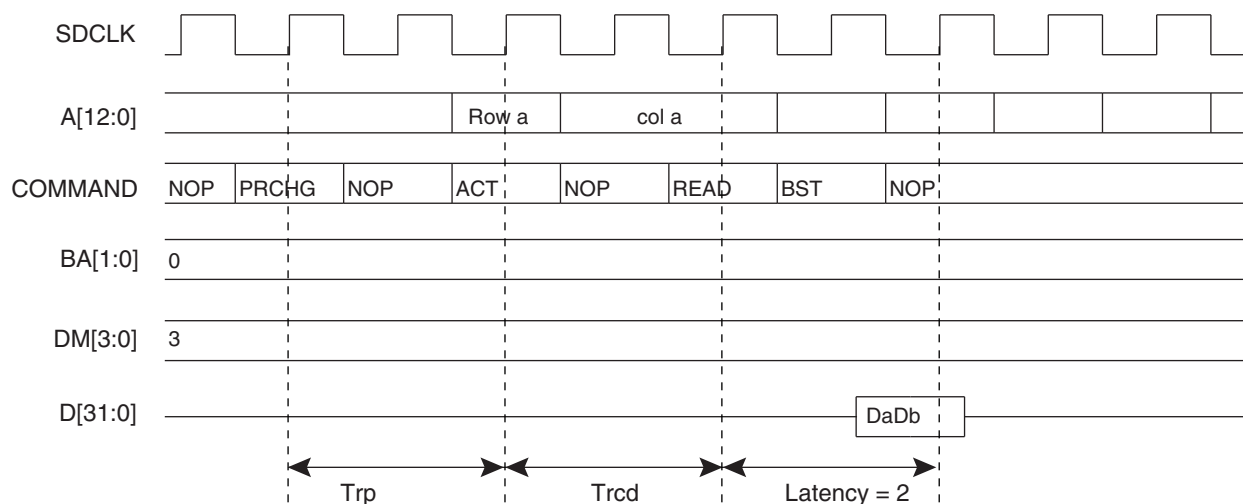 SDCLK
A[12:0] Row a col a
COMMAND NOP PRCHG NOP ACT NOP READ BST NOP
BA[1:0] 0
DM[3:0] 3
D[31:0] DaDb
Trp Trcd Latency = 2